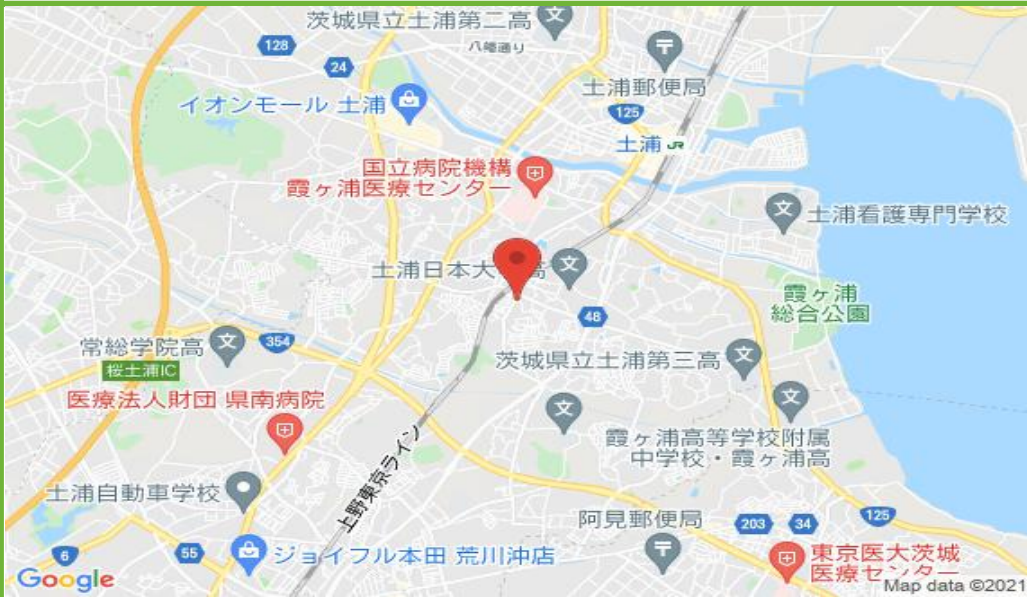 茨城県立土浦第二高
八幡通り
128
24
土浦郵便局
イオンモール 土浦
125
土浦 JR
国立病院機構
霞ヶ浦医療センター
土浦看護専門学校
土浦日本大 高
霞ヶ浦
総合公園
48
常総学院高
354
茨城県立土浦第三高
桜土浦IC
医療法人財団 県南病院
霞ヶ浦高等学校附属
中学校・霞ヶ浦高
上野東京ライン
土浦自動車学校
阿見郵便局
203
34
125
6
55
ジョイフル本田 荒川沖店
東京医大茨城
医療センター
Google
Map data ©2021